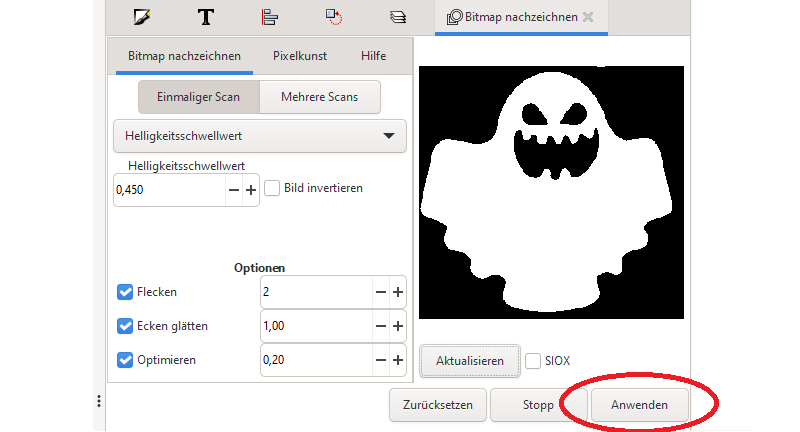 Bitmap nachzeichnen
Bitmap nachzeichnen Pixelkunst Hilfe
Einmaliger Scan Mehrere Scans
Helligkeitsschwellwert
Helligkeitsschwellwert
0,450 Bild invertieren
Optionen
Flecken 2
Ecken glätten 1,00
Optimieren 0,20
Aktualisieren SIOX
Zurücksetzen Stopp Anwenden